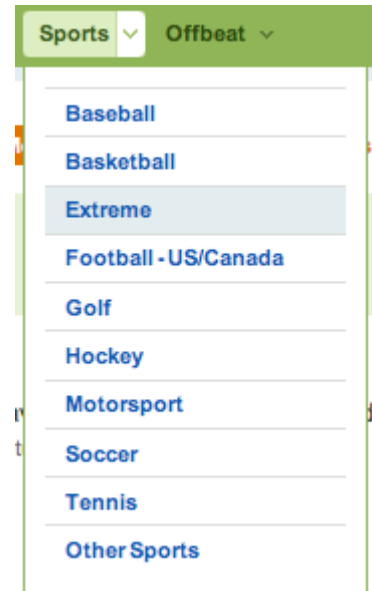 Sports Offbeat
Baseball
Basketball
Extreme
Football - US/Canada
Golf
Hockey
Motorsport
Soccer
Tennis
Other Sports